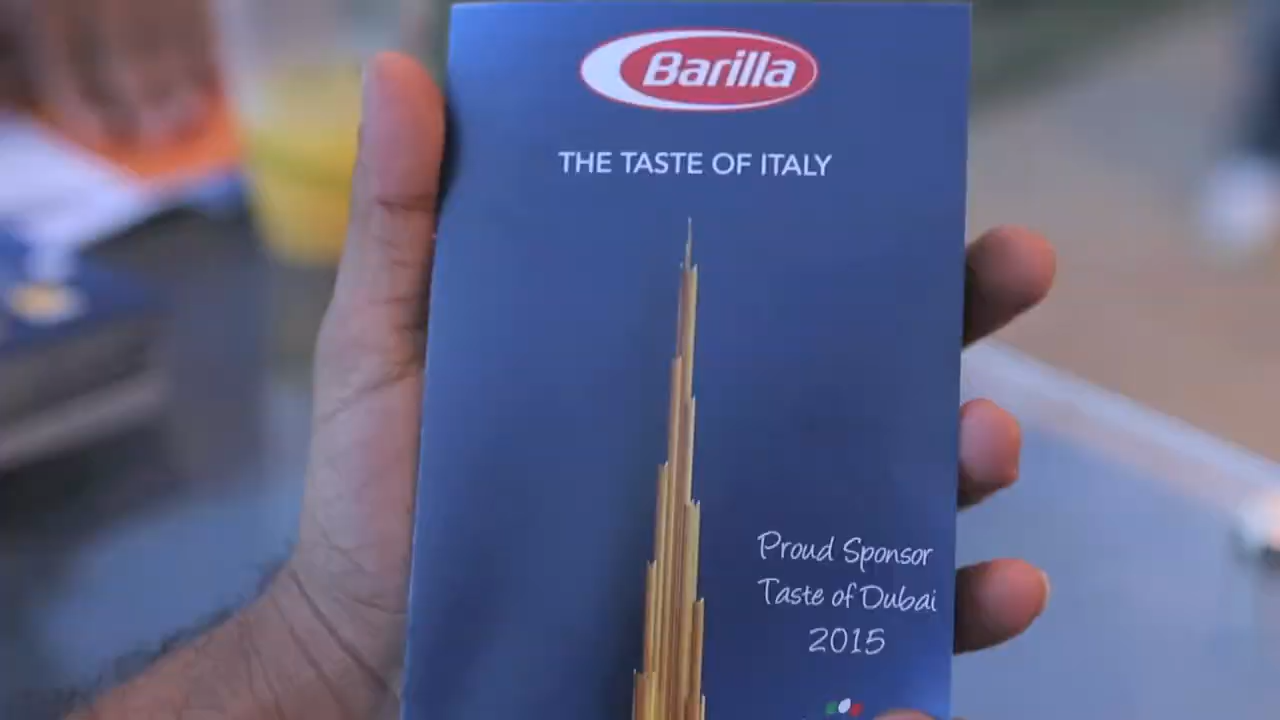 Barilla
THE TASTE OF ITALY
Proud Sponsor
Taste of Dubai
2015